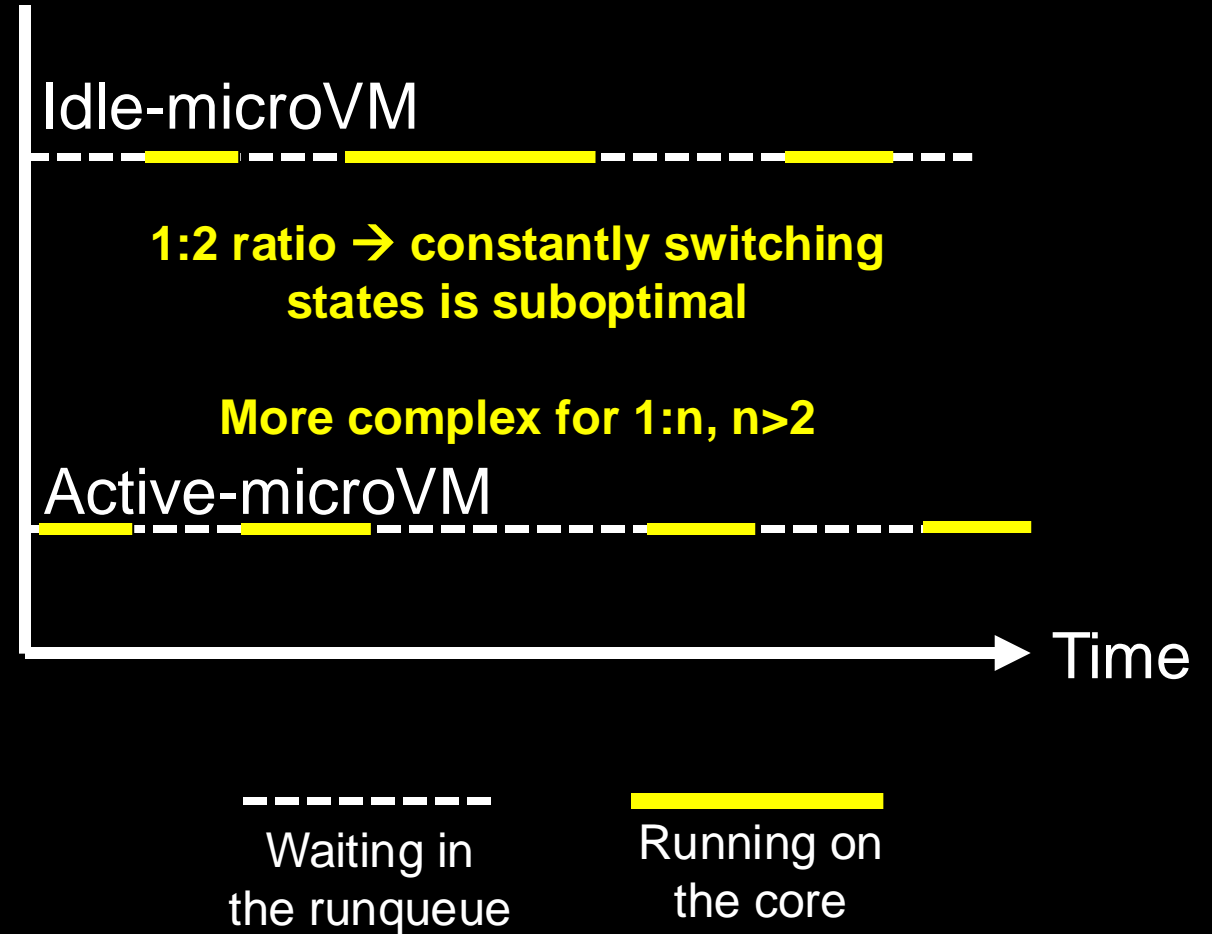 Idle-microVM
1:2 ratio → constantly switching
states is suboptimal
More complex for 1:n, n>2
Active-microVM
Time
Waiting in
the runqueue
Running on
the core